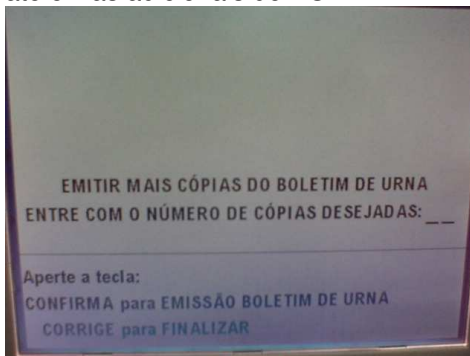 EMITIR MAIS CÓPIAS DO BOLETIM DE URNA
ENTRE COM O NÚMERO DE CÓPIAS DESEJADAS:_ _
Aperte a tecla:
CONFIRMA para EMISSÃO BOLETIM DE URNA
CORRIGE para FINALIZAR